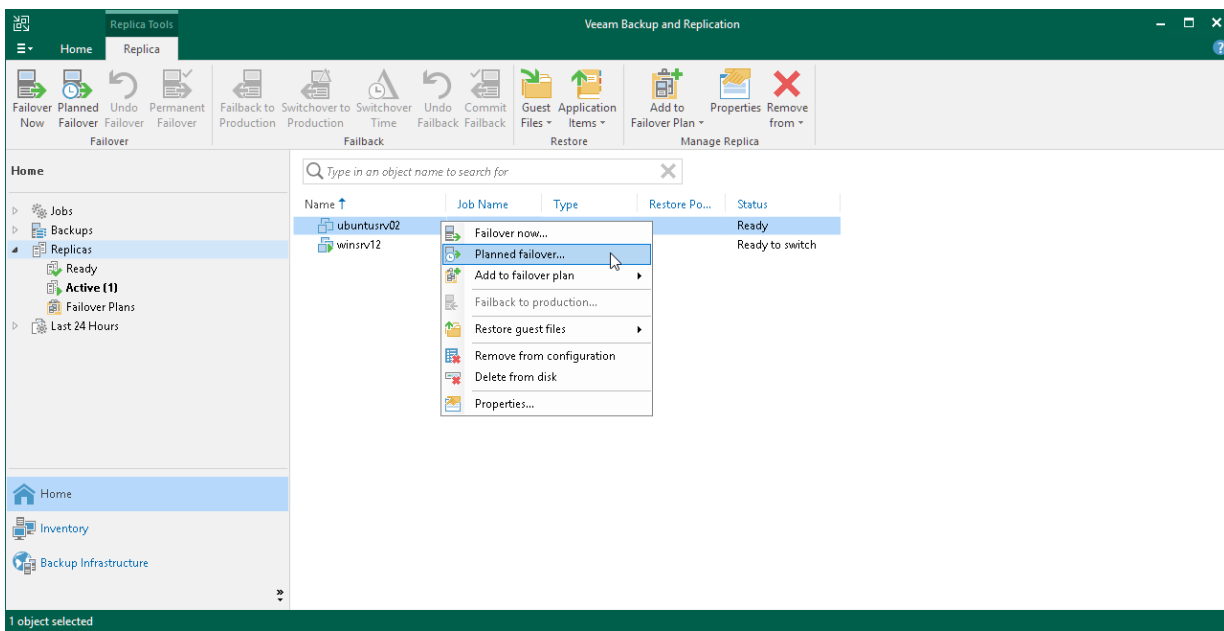 Replica Tools
Veeam Backup and Replication
Home Replica
Failover Planned Undo Permanent Failback to Switchover to Switchover Undo Commit Guest Application Add to Properties Remove
Now Failover Failover Failover Production Production Time Failback Failback Files Items Failover Plan from
Failover Failback Restore Manage Replica
Home
Type in an object name to search for
Name Job Name Type Restore Po... Status
Jobs
Backups
Replicas
Ready
Active (1)
Failover Plans
Last 24 Hours
ubuntusrv02 Ready
winsrv12 Ready to switch
Failover now...
Planned failover...
Add to failover plan
Failback to production...
Restore guest files
Remove from configuration
Delete from disk
Properties...
Home
Inventory
Backup Infrastructure
1 object selected